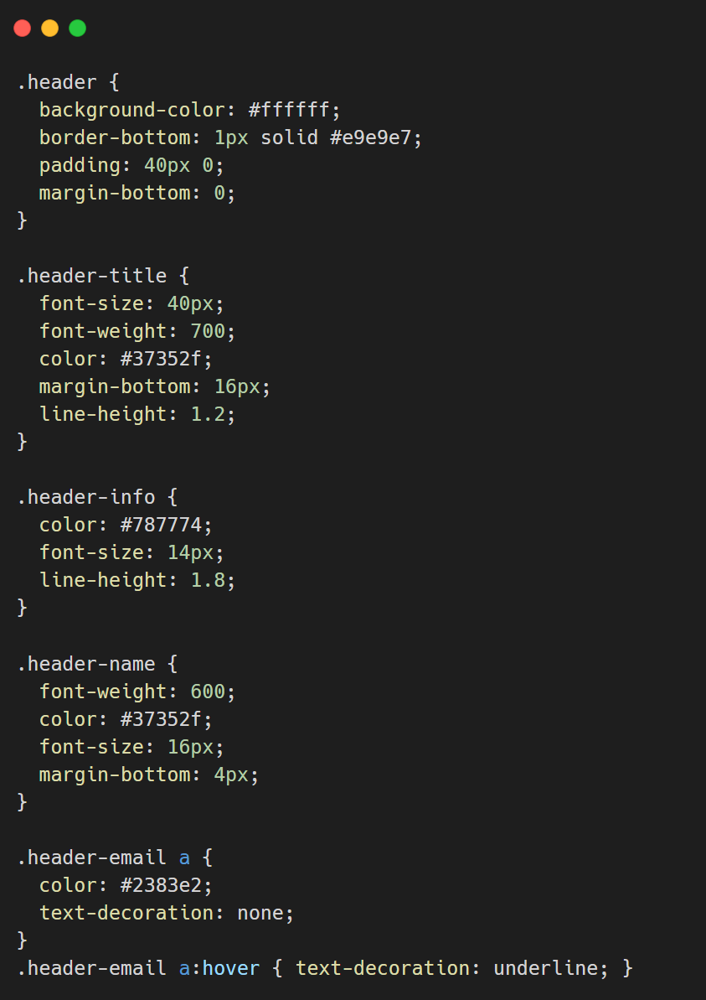 .header {
  background-color: #ffffff;
  border-bottom: 1px solid #e9e9e7;
  padding: 40px 0;
  margin-bottom: 0;
}

.header-title {
  font-size: 40px;
  font-weight: 700;
  color: #37352f;
  margin-bottom: 16px;
  line-height: 1.2;
}

.header-info {
  color: #787774;
  font-size: 14px;
  line-height: 1.8;
}

.header-name {
  font-weight: 600;
  color: #37352f;
  font-size: 16px;
  margin-bottom: 4px;
}

.header-email a {
  color: #2383e2;
  text-decoration: none;
}
.header-email a:hover { text-decoration: underline; }